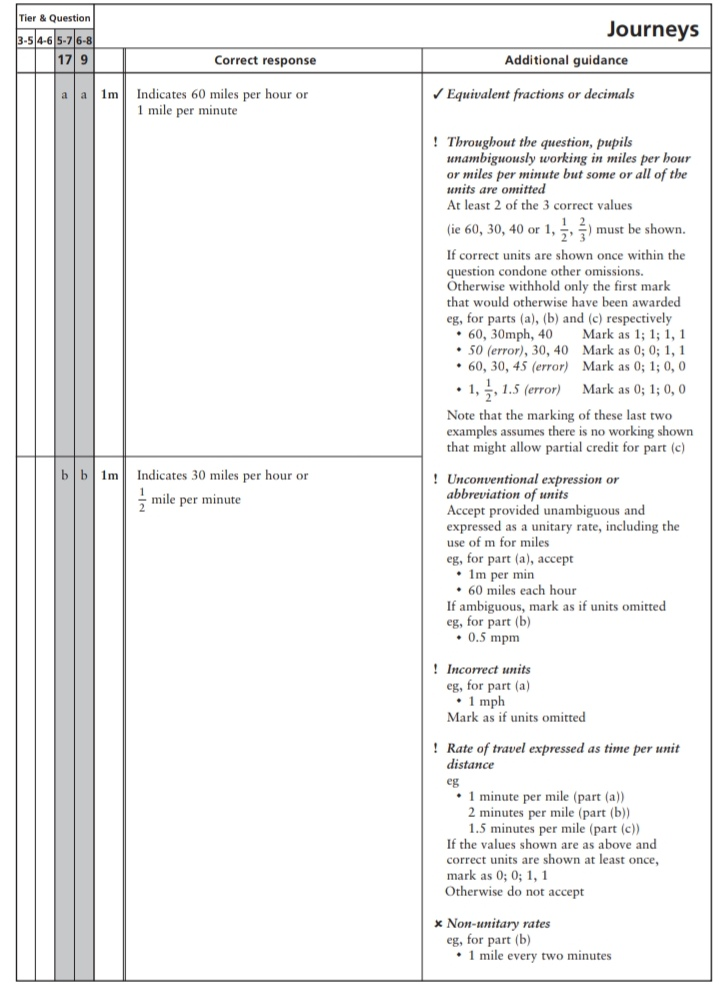 Tier & Question
Journeys
3-5 4-6 5-7 6-8
17 9 Correct response Additional guidance
a a 1m Indicates 60 miles per hour or
1 mile per minute
✓ Equivalent fractions or decimals
! Throughout the question, pupils
unambiguously working in miles per hour
or miles per minute but some or all of the
units are omitted
At least 2 of the 3 correct values
(ie 60, 30, 40 or 1, 1/2, 2/3) must be shown.
If correct units are shown once within the
question condone other omissions.
Otherwise withhold only the first mark
that would otherwise have been awarded
eg, for parts (a), (b) and (c) respectively
• 60, 30mph, 40 Mark as 1; 1; 1, 1
• 50 (error), 30, 40 Mark as 0; 0; 1, 1
• 60, 30, 45 (error) Mark as 0; 1; 0, 0
• 1, 1/2, 1.5 (error) Mark as 0; 1; 0, 0
Note that the marking of these last two
examples assumes there is no working shown
that might allow partial credit for part (c)
b b 1m Indicates 30 miles per hour or
1/2 mile per minute
! Unconventional expression or
abbreviation of units
Accept provided unambiguous and
expressed as a unitary rate, including the
use of m for miles
eg, for part (a), accept
• 1m per min
• 60 miles each hour
If ambiguous, mark as if units omitted
eg, for part (b)
• 0.5 mpm
! Incorrect units
eg, for part (a)
• 1 mph
Mark as if units omitted
! Rate of travel expressed as time per unit
distance
eg
• 1 minute per mile (part (a))
2 minutes per mile (part (b))
1.5 minutes per mile (part (c))
If the values shown are as above and
correct units are shown at least once,
mark as 0; 0; 1, 1
Otherwise do not accept
✗ Non-unitary rates
eg, for part (b)
• 1 mile every two minutes